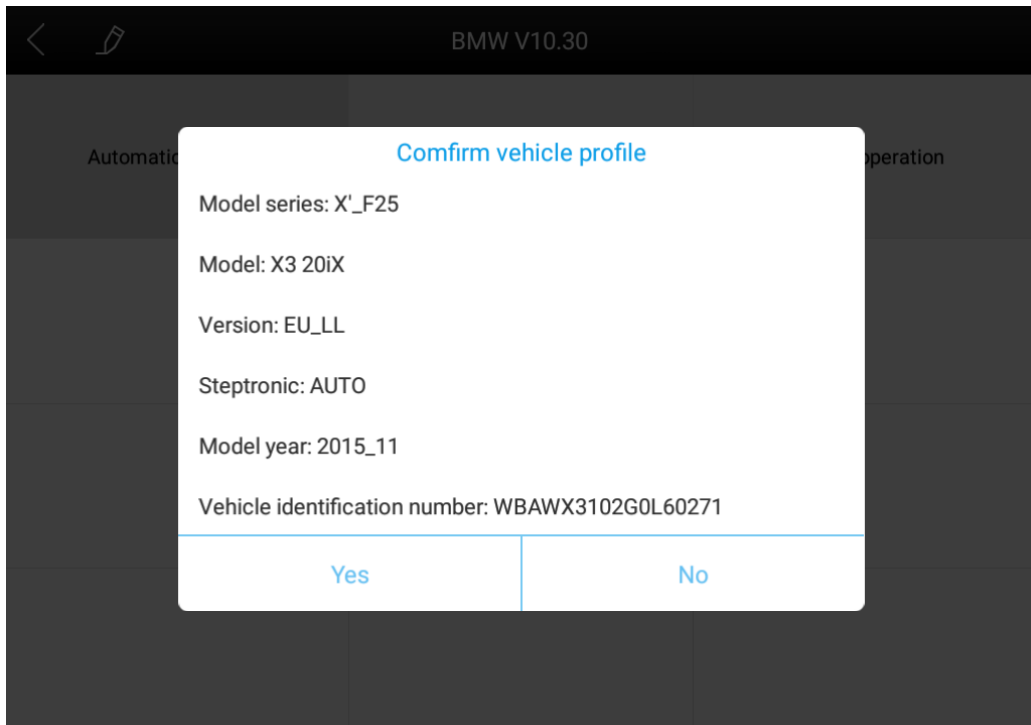 BMW V10.30
Automatic
operation
Comfirm vehicle profile
Model series: X'_F25
Model: X3 20iX
Version: EU_LL
Steptronic: AUTO
Model year: 2015_11
Vehicle identification number: WBAWX3102G0L60271
Yes
No